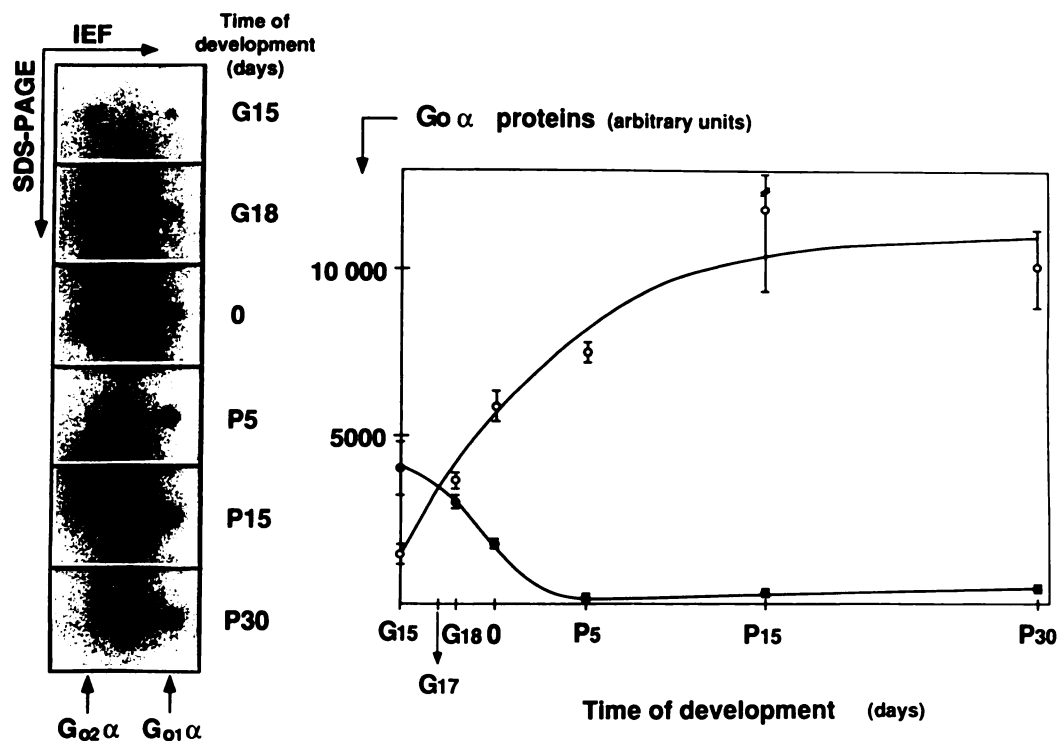 IEF
SDS-PAGE
Time of
development
(days)
G15
G18
0
P5
P15
P30
Go2α
Go1α
Goα proteins (arbitrary units)
10 000
5000
G15
G18
0
P5
P15
P30
G17
Time of development (days)